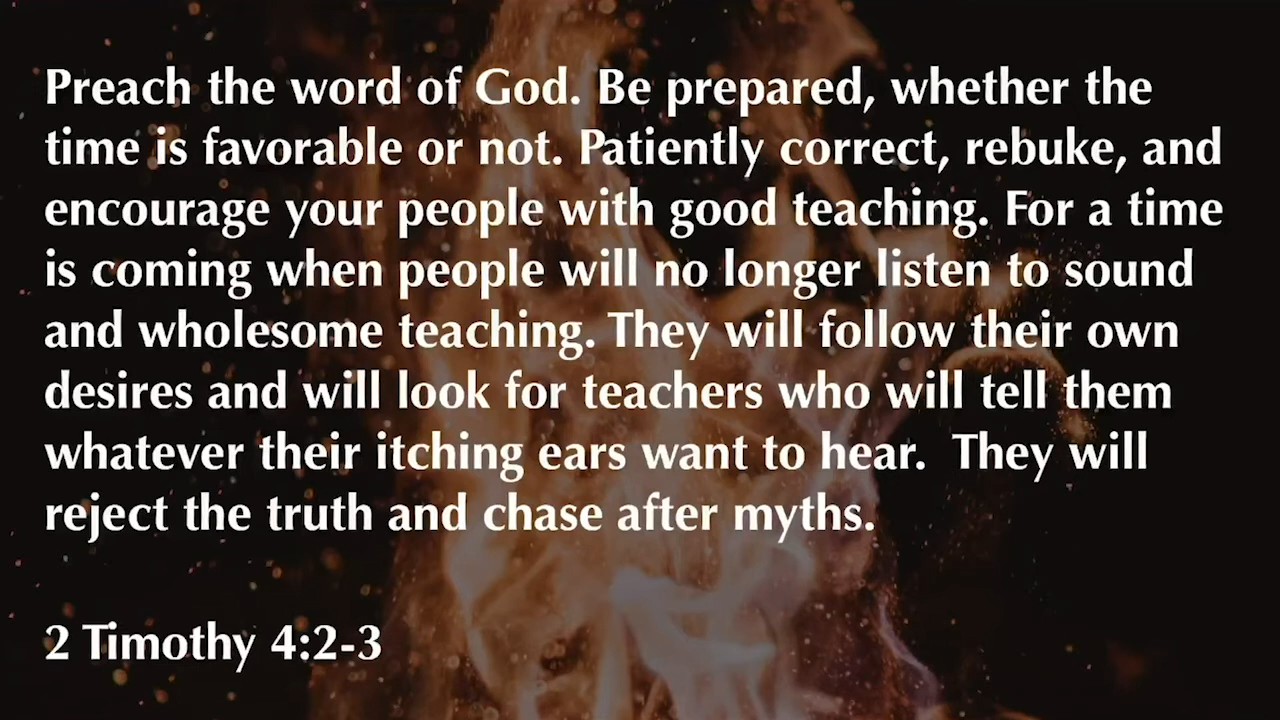 Preach the word of God. Be prepared, whether the
time is favorable or not. Patiently correct, rebuke, and
encourage your people with good teaching. For a time
is coming when people will no longer listen to sound
and wholesome teaching. They will follow their own
desires and will look for teachers who will tell them
whatever their itching ears want to hear.  They will
reject the truth and chase after myths.
2 Timothy 4:2-3